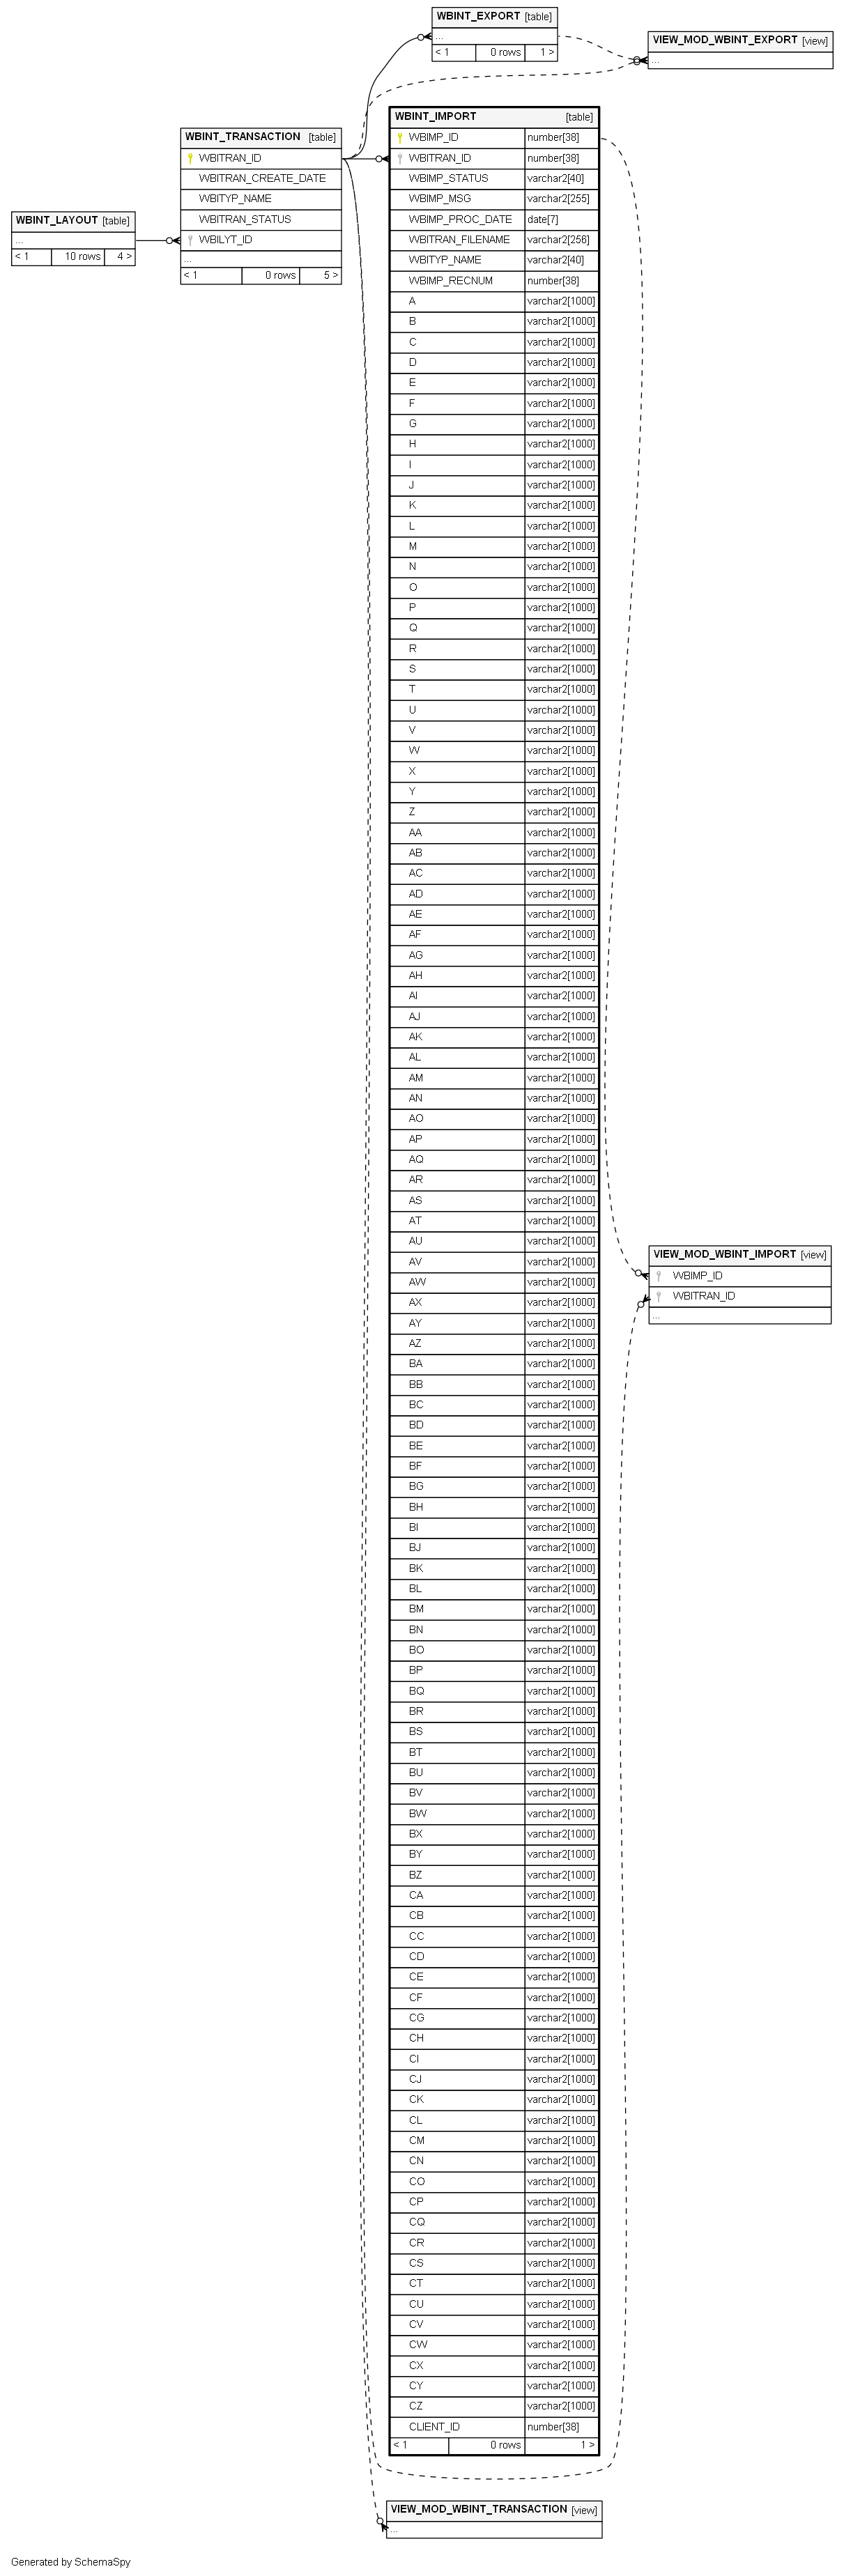 WBINT_EXPORT [table]
...
< 1 0 rows 1 >
VIEW_MOD_WBINT_EXPORT [view]
...
WBINT_LAYOUT [table]
...
< 1 10 rows 4 >
WBINT_TRANSACTION [table]
WBITRAN_ID
WBITRAN_CREATE_DATE
WBITYP_NAME
WBITRAN_STATUS
WBILYT_ID
...
< 1 0 rows 5 >
WBINT_IMPORT [table]
WBIMP_ID number[38]
WBITRAN_ID number[38]
WBIMP_STATUS varchar2[40]
WBIMP_MSG varchar2[255]
WBIMP_PROC_DATE date[7]
WBITRAN_FILENAME varchar2[256]
WBITYP_NAME varchar2[40]
WBIMP_RECNUM number[38]
A varchar2[1000]
B varchar2[1000]
C varchar2[1000]
D varchar2[1000]
E varchar2[1000]
F varchar2[1000]
G varchar2[1000]
H varchar2[1000]
I varchar2[1000]
J varchar2[1000]
K varchar2[1000]
L varchar2[1000]
M varchar2[1000]
N varchar2[1000]
O varchar2[1000]
P varchar2[1000]
Q varchar2[1000]
R varchar2[1000]
S varchar2[1000]
T varchar2[1000]
U varchar2[1000]
V varchar2[1000]
W varchar2[1000]
X varchar2[1000]
Y varchar2[1000]
Z varchar2[1000]
AA varchar2[1000]
AB varchar2[1000]
AC varchar2[1000]
AD varchar2[1000]
AE varchar2[1000]
AF varchar2[1000]
AG varchar2[1000]
AH varchar2[1000]
AI varchar2[1000]
AJ varchar2[1000]
AK varchar2[1000]
AL varchar2[1000]
AM varchar2[1000]
AN varchar2[1000]
AO varchar2[1000]
AP varchar2[1000]
AQ varchar2[1000]
AR varchar2[1000]
AS varchar2[1000]
AT varchar2[1000]
AU varchar2[1000]
AV varchar2[1000]
AW varchar2[1000]
AX varchar2[1000]
AY varchar2[1000]
AZ varchar2[1000]
BA varchar2[1000]
BB varchar2[1000]
BC varchar2[1000]
BD varchar2[1000]
BE varchar2[1000]
BF varchar2[1000]
BG varchar2[1000]
BH varchar2[1000]
BI varchar2[1000]
BJ varchar2[1000]
BK varchar2[1000]
BL varchar2[1000]
BM varchar2[1000]
BN varchar2[1000]
BO varchar2[1000]
BP varchar2[1000]
BQ varchar2[1000]
BR varchar2[1000]
BS varchar2[1000]
BT varchar2[1000]
BU varchar2[1000]
BV varchar2[1000]
BW varchar2[1000]
BX varchar2[1000]
BY varchar2[1000]
BZ varchar2[1000]
CA varchar2[1000]
CB varchar2[1000]
CC varchar2[1000]
CD varchar2[1000]
CE varchar2[1000]
CF varchar2[1000]
CG varchar2[1000]
CH varchar2[1000]
CI varchar2[1000]
CJ varchar2[1000]
CK varchar2[1000]
CL varchar2[1000]
CM varchar2[1000]
CN varchar2[1000]
CO varchar2[1000]
CP varchar2[1000]
CQ varchar2[1000]
CR varchar2[1000]
CS varchar2[1000]
CT varchar2[1000]
CU varchar2[1000]
CV varchar2[1000]
CW varchar2[1000]
CX varchar2[1000]
CY varchar2[1000]
CZ varchar2[1000]
CLIENT_ID number[38]
< 1 0 rows 1 >
VIEW_MOD_WBINT_IMPORT [view]
WBIMP_ID
WBITRAN_ID
...
VIEW_MOD_WBINT_TRANSACTION [view]
...
Generated by SchemaSpy